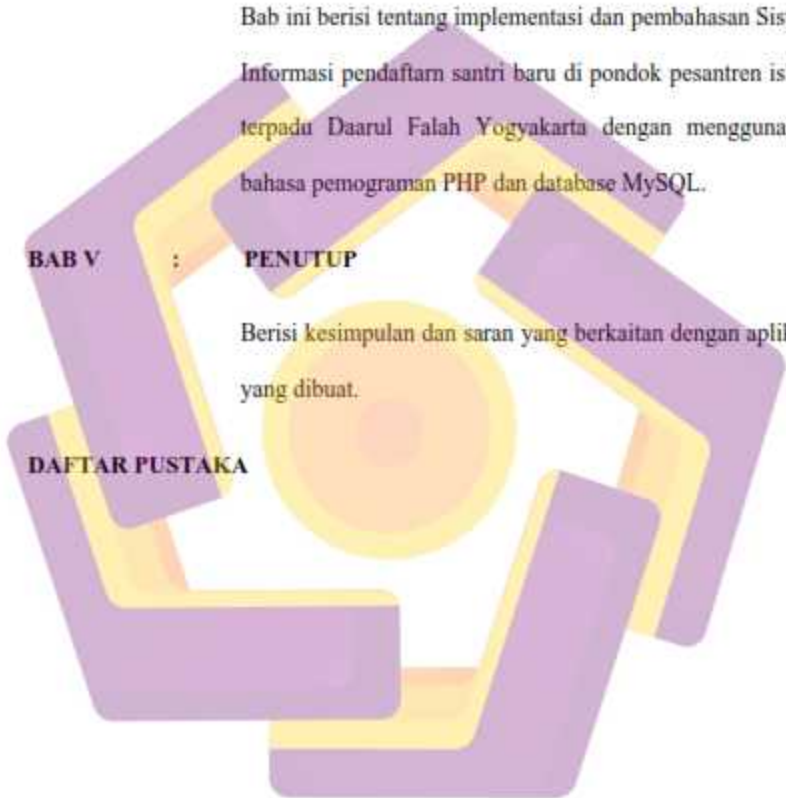 Bab ini berisi tentang implementasi dan pembahasan Sis
Informasi pendaftarn santri baru di pondok pesantren is
terpadu Daarul Falah Yogyakarta dengan mengguna
bahasa pemograman PHP dan database MySQL.
BAB V : PENUTUP
Berisi kesimpulan dan saran yang berkaitan dengan aplil
yang dibuat.
DAFTAR PUSTAKA